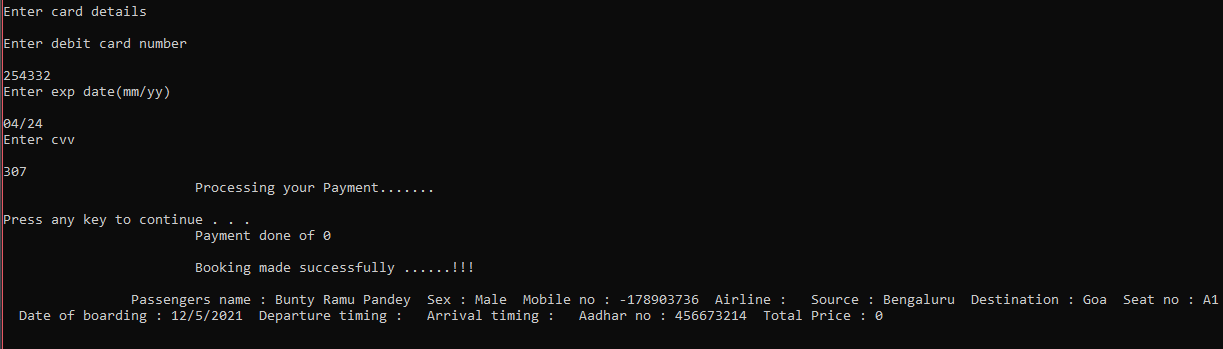 Enter card details
Enter debit card number
254332
Enter exp date(mm/yy)
04/24
Enter cvv
307
Processing your Payment.......
Press any key to continue . . .
Payment done of 0
Booking made successfully ......!!!
Passengers name : Bunty Ramu Pandey  Sex : Male  Mobile no : -178903736  Airline :   Source : Bengaluru  Destination : Goa  Seat no : A1
Date of boarding : 12/5/2021  Departure timing :   Arrival timing :   Aadhar no : 456673214  Total Price : 0